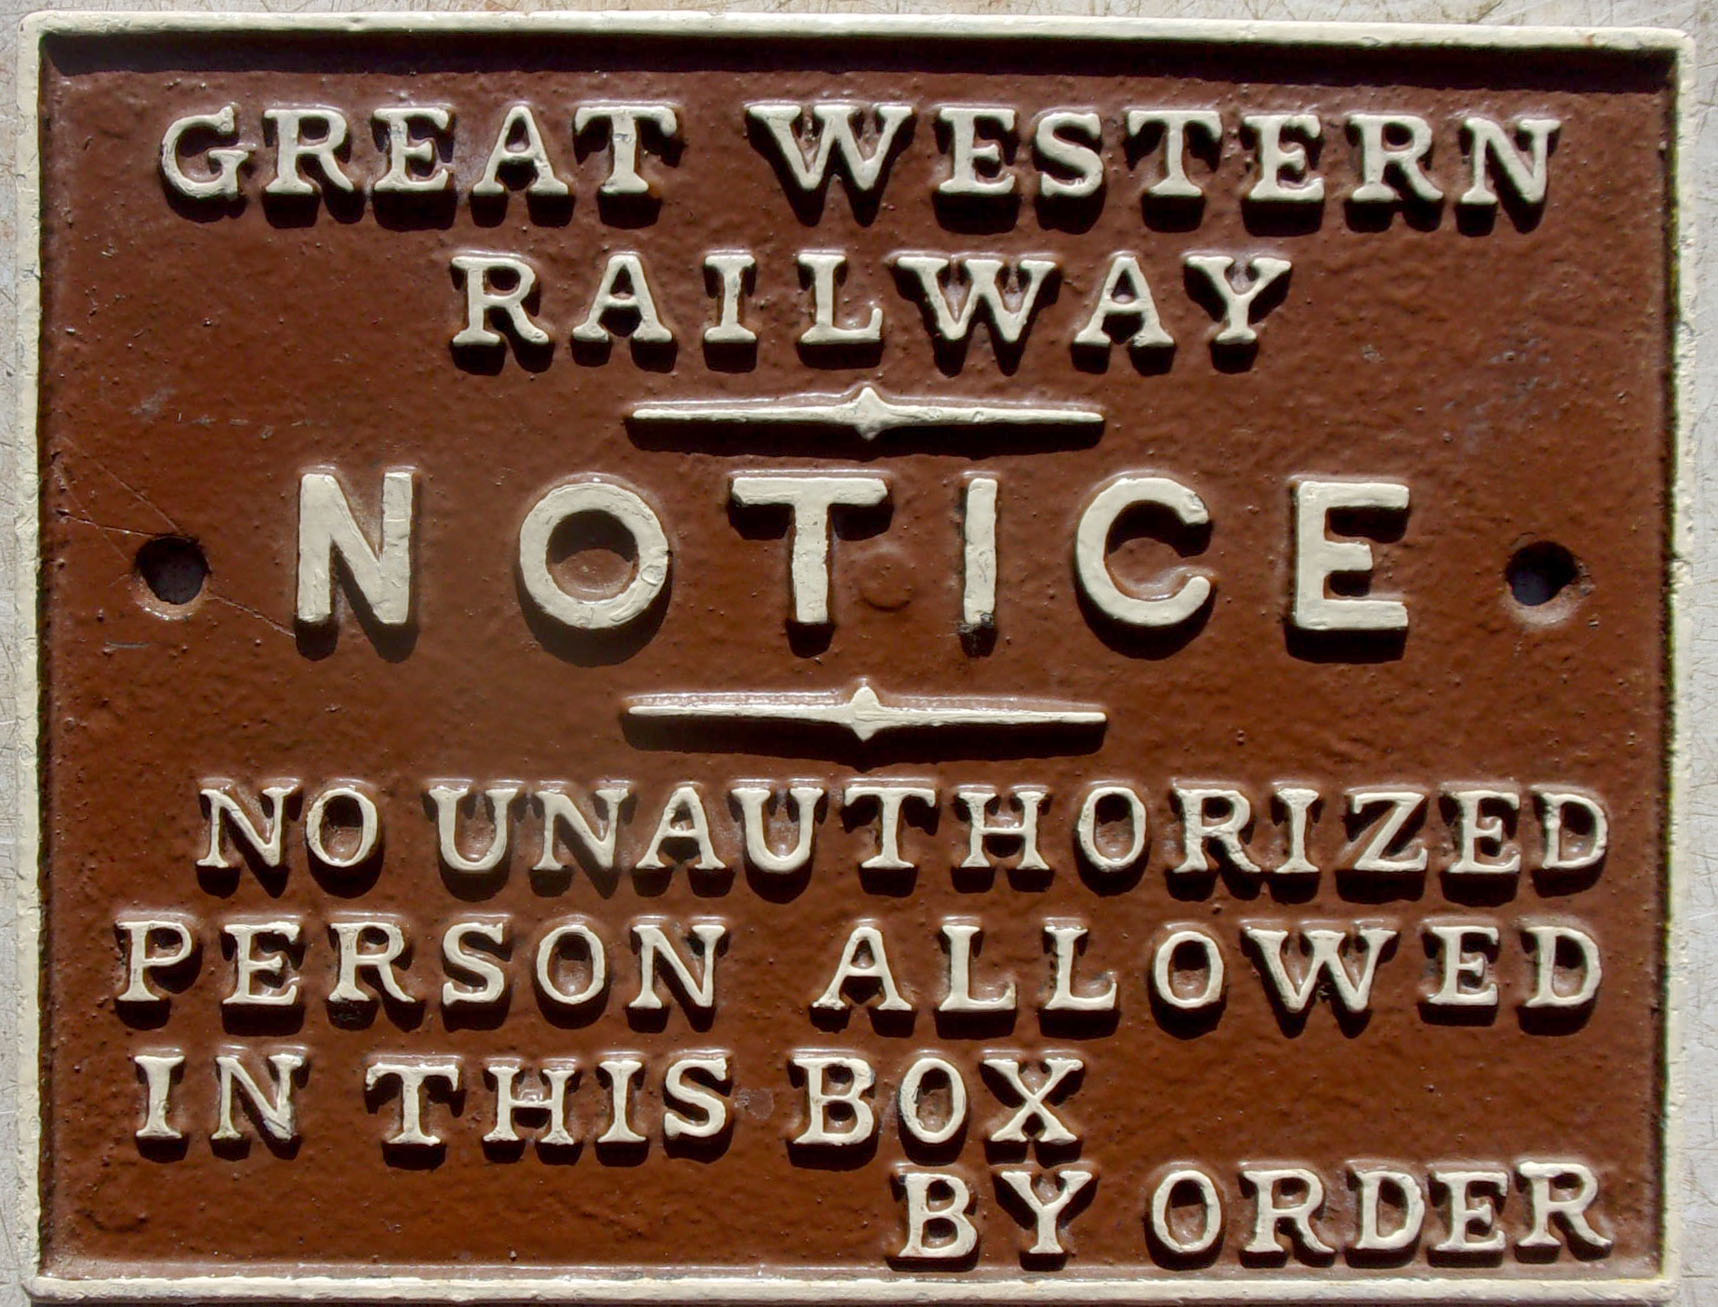 GREAT WESTERN
RAILWAY
NOTICE
NO UNAUTHORIZED
PERSON ALLOWED
IN THIS BOX
BY ORDER